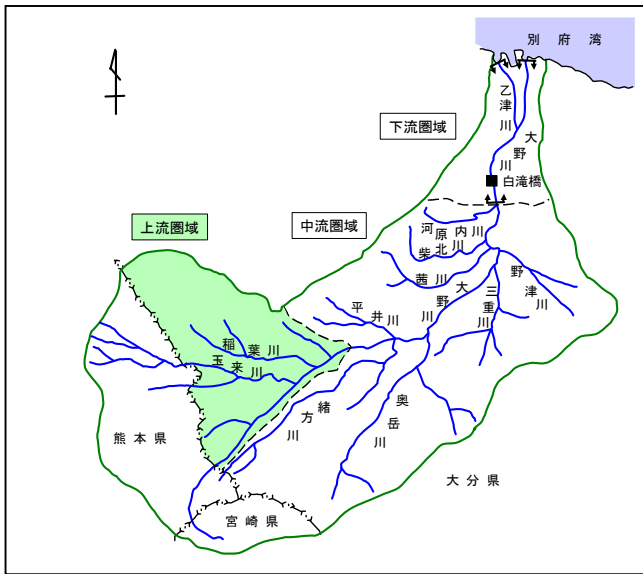 別府湾
乙津川
大野川
下流圏域
白滝橋
上流圏域
中流圏域
河原内川
柴北川
茜川
野津川
大野川
三重川
平井川
稲葉川
玉来川
緒方川
奥岳川
熊本県
大分県
宮崎県